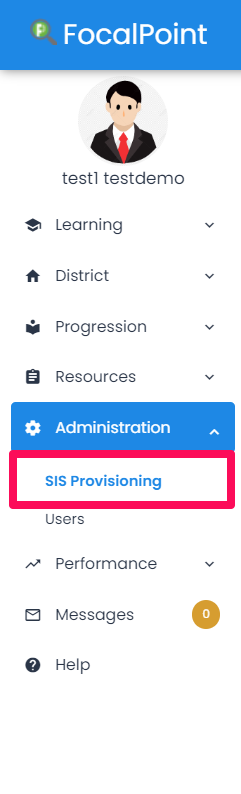 FocalPoint
test1 testdemo
Learning
District
Progression
Resources
Administration
SIS Provisioning
Users
Performance
Messages 0
Help